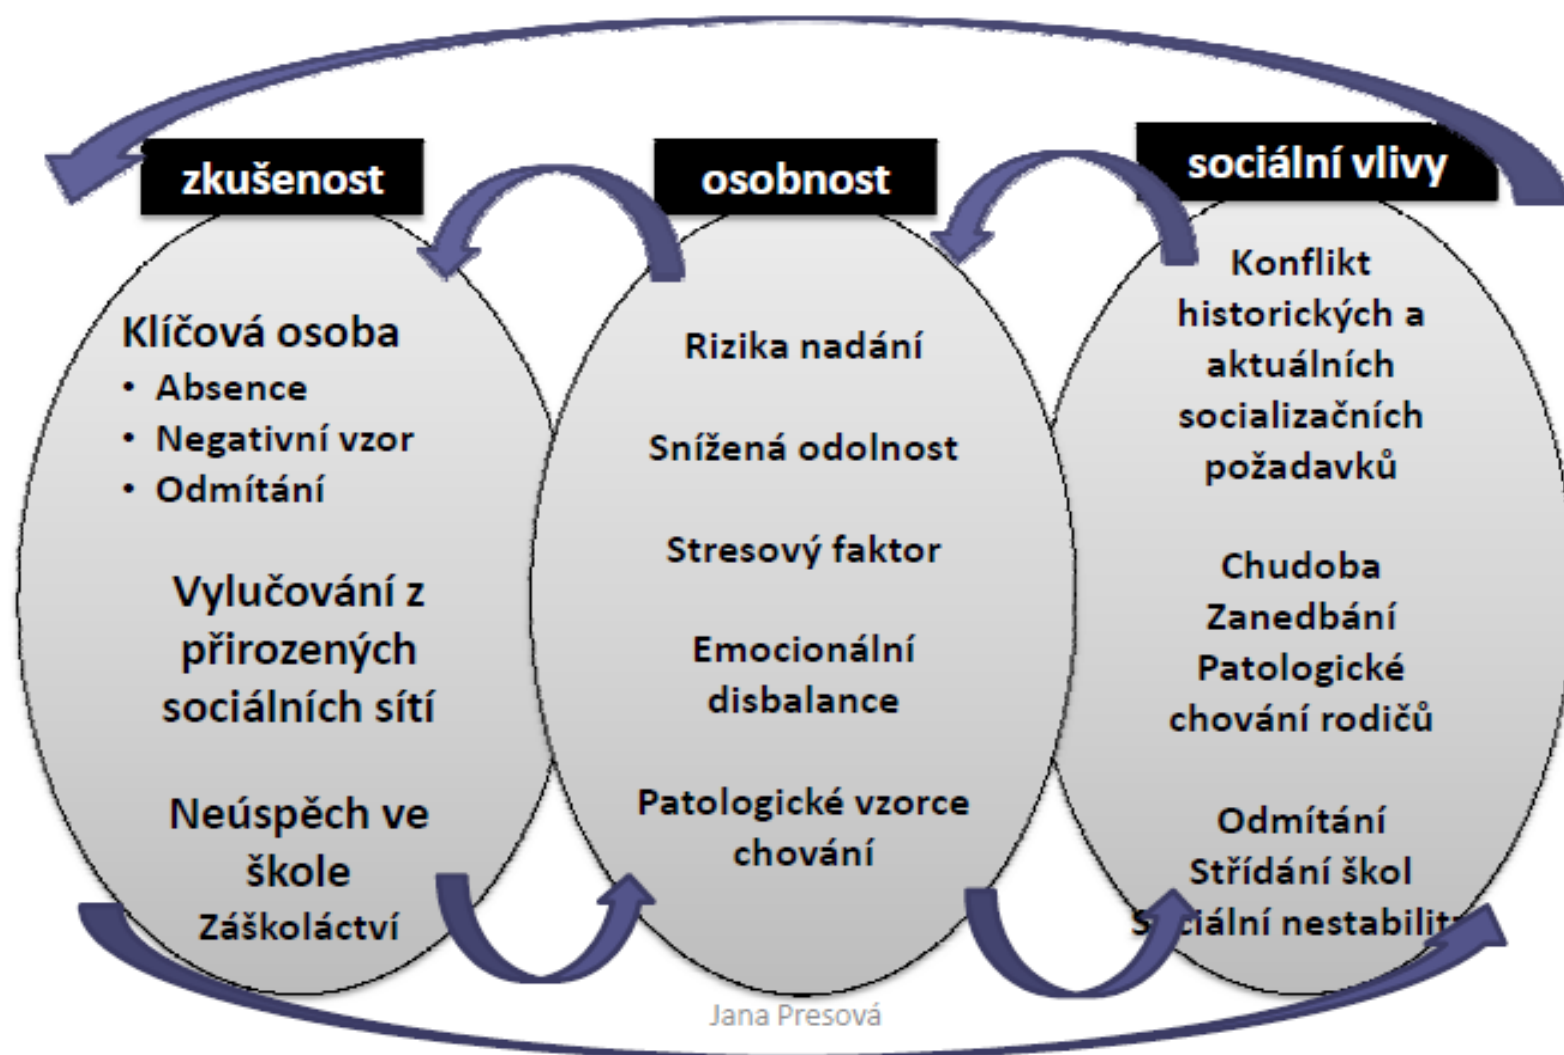 zkušenost
osobnost
sociální vlivy
Klíčová osoba
• Absence
• Negativní vzor
• Odmítání
Vylučování z
přirozených
sociálních sítí
Neúspěch ve
škole
Záškoláctví
Rizika nadání
Snížená odolnost
Stresový faktor
Emocionální
disbalance
Patologické vzorce
chování
Konflikt
historických a
aktuálních
socializačních
požadavků
Chudoba
Zanedbání
Patologické
chování rodičů
Odmítání
Střídání škol
Sociální nestabilita
Jana Presová